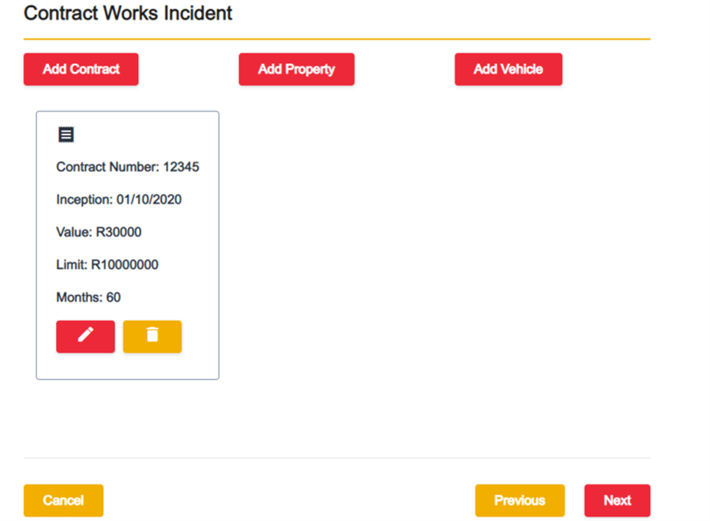 Contract Works Incident
Add Contract Add Property Add Vehicle
Contract Number: 12345
Inception: 01/10/2020
Value: R30000
Limit: R10000000
Months: 60
Cancel Previous Next